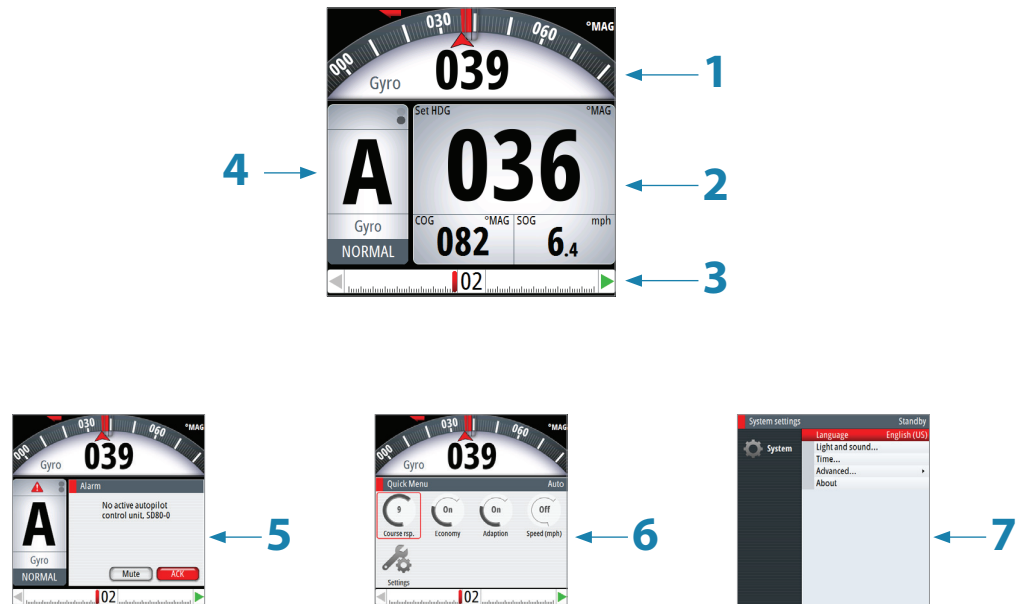 030
060
°MAG
000
039
Gyro
1
Set HDG
°MAG
A
036
4
2
Gyro
COG
°MAG
SOG
mph
NORMAL
082
6.4
02
3
030
060
°MAG
000
039
Gyro
Alarm
A
No active autopilot
control unit, SD80-0
5
Gyro
NORMAL
Mute
ACK
02
030
060
°MAG
000
039
Gyro
Quick Menu
Auto
9
On
On
Off
Course rsp.
Economy
Adaption
Speed (mph)
6
Settings
02
System settings
Standby
System
Language
English (US)
Light and sound...
Time...
Advanced...
About
7